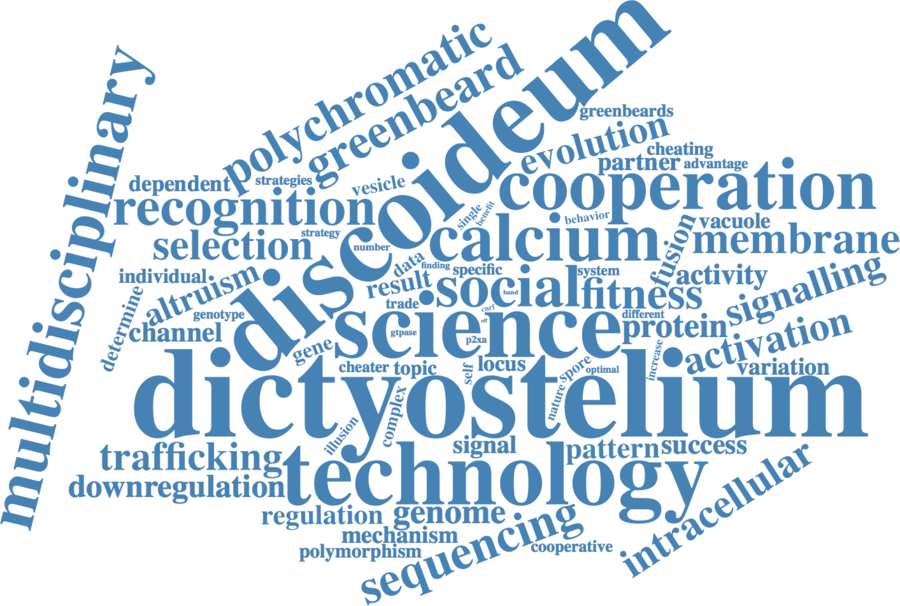 multidisciplinary
polychromatic
greenbeard
discoideum
greenbeards
evolution
cheating
partner
advantage
dependent
strategies
vesicle
cooperation
recognition
single
benefit
behavior
vacuole
strategy
selection
number
calcium
fusion
membrane
individual
altruism
data
finding
specific
system
activity
signalling
determine
result
social
hand
fitness
genotype
trade
curf
different
channel
science
gtpase
off
p2xa
protein
activation
gene
cheater
topic
self
locus
spore
optimal
increase
variation
dictyostelium
nature
complex
illusion
signal
pattern
success
trafficking
technology
downregulation
intracellular
regulation
genome
sequencing
mechanism
polymorphism
cooperative